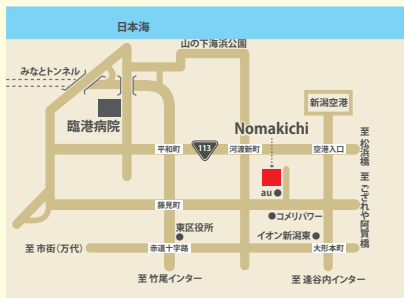 日本海
山の下海浜公園
みなとトンネル
新潟空港
臨港病院
Nomakichi
至 松浜橋
平和町
113
河渡新町
空港入口
au
至 ござれや阿賀橋
藤見町
コメリパワー
東区役所
イオン新潟東
至 市街(万代)
赤道十字路
大形本町
至 竹尾インター
至 逢谷内インター